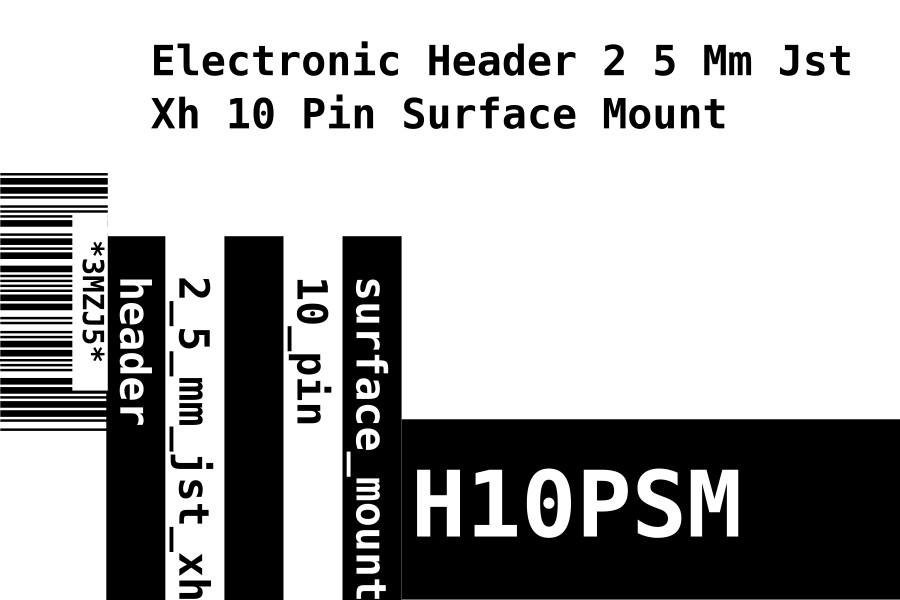 Electronic Header 2 5 Mm Jst
Xh 10 Pin Surface Mount
*3MZJ5*
header
2_5_mm_jst_xh
10_pin
surface_mount
H10PSM